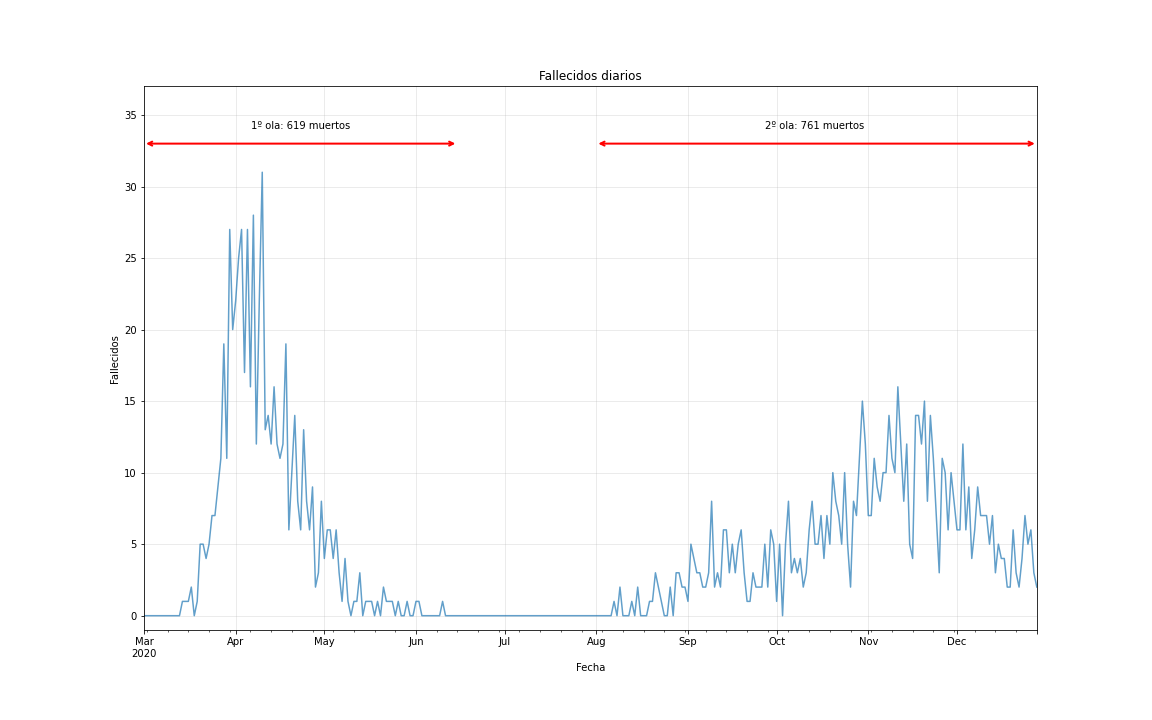 Fallecidos diarios
35
30
25
20
15
10
5
0
Fallecidos
1º ola: 619 muertos
2º ola: 761 muertos
Mar Apr May Jun Jul Aug Sep Oct Nov Dec
2020
Fecha